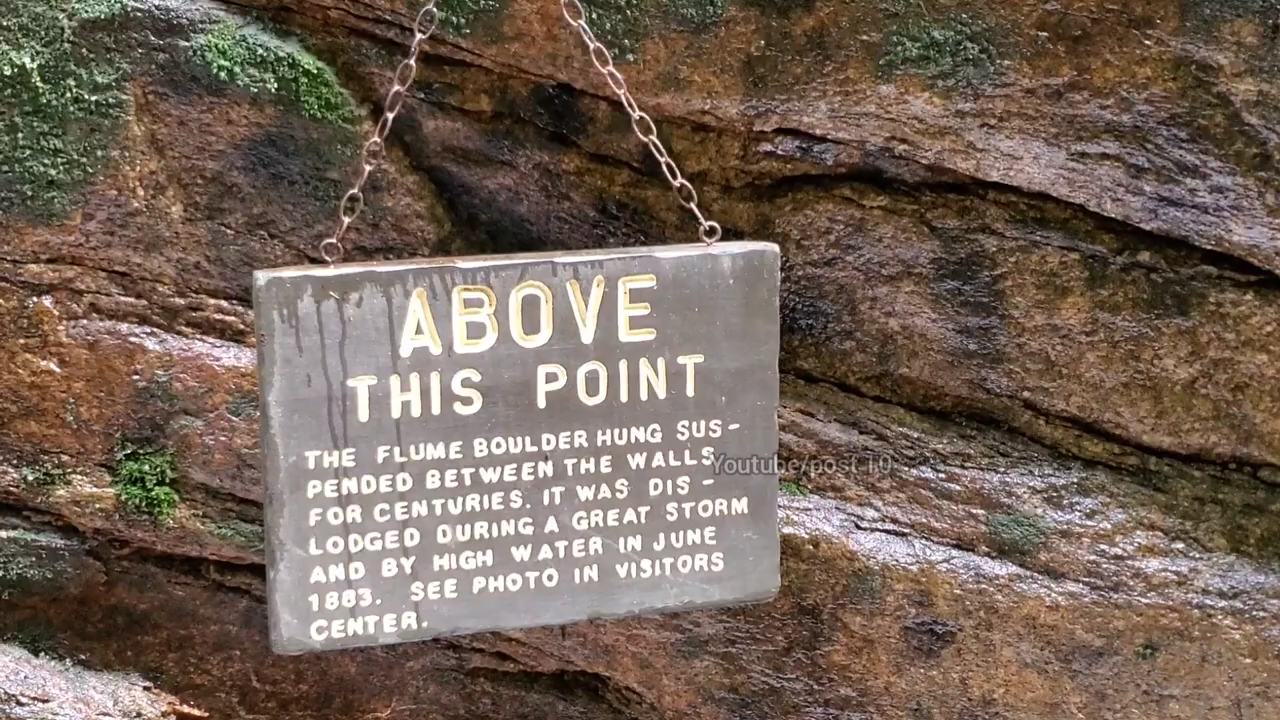 ABOVE
THIS POINT
THE FLUME BOULDER HUNG SUS-
PENDED BETWEEN THE WALLS
FOR CENTURIES. IT WAS DIS-
LODGED DURING A GREAT STORM
AND BY HIGH WATER IN JUNE
1883. SEE PHOTO IN VISITORS
CENTER.
Youtube/post 10